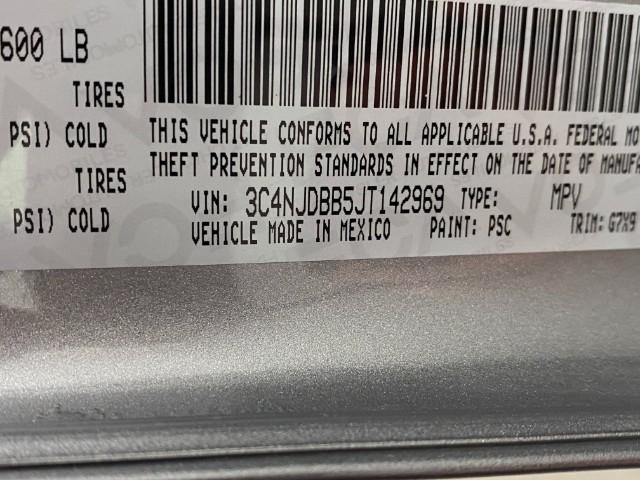 600 LB
TIRES
PSI) COLD
TIRES
PSI) COLD
THIS VEHICLE CONFORMS TO ALL APPLICABLE U.S.A. FEDERAL MO
THEFT PREVENTION STANDARDS IN EFFECT ON THE DATE OF MANUFA
VIN: 3C4NJDBB5JT142969 TYPE: MPV
VEHICLE MADE IN MEXICO PAINT: PSC TRIM: G7X9